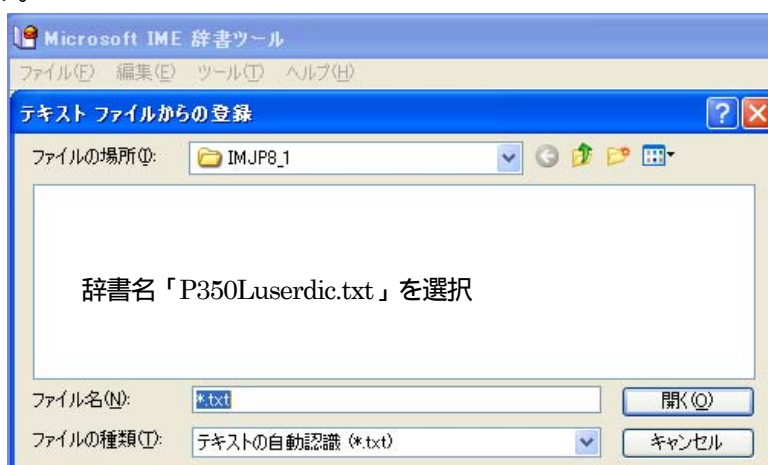 Microsoft IME 辞書ツール
ファイル(F) 編集(E) ツール(T) ヘルプ(H)
テキスト ファイルからの登録
ファイルの場所(I): IMJP8_1
辞書名「P350Luserdic.txt」を選択
ファイル名(N): *.txt 開く(O)
ファイルの種類(T): テキストの自動認識 (*.txt) キャンセル